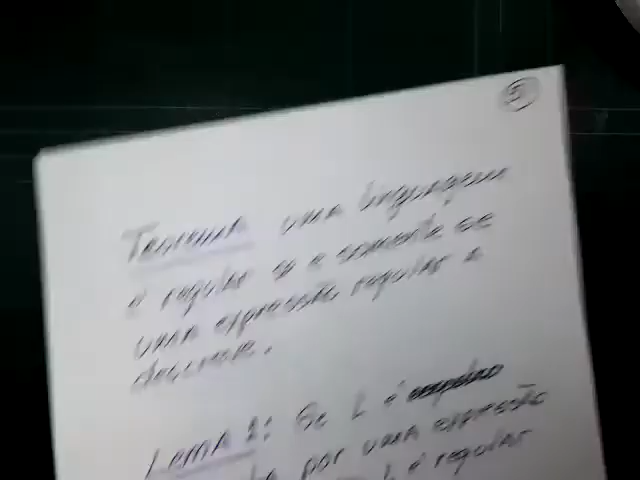 5
Teorema uma linguagem
é regular se e somente se
uma expressão regular a
descreve.
Lema 1: Se L é
por uma expressão
L é regular